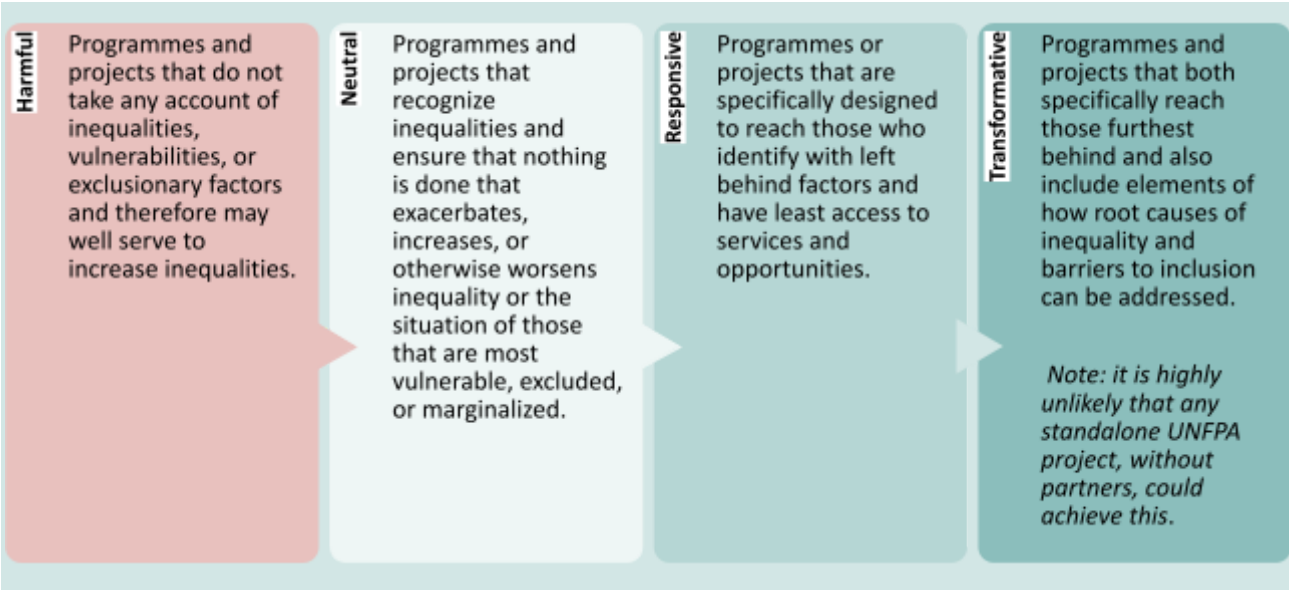 Harmful
Programmes and
projects that do not
take any account of
inequalities,
vulnerabilities, or
exclusionary factors
and therefore may
well serve to
increase inequalities.
Neutral
Programmes and
projects that
recognize
inequalities and
ensure that nothing
is done that
exacerbates,
increases, or
otherwise worsens
inequality or the
situation of those
that are most
vulnerable, excluded,
or marginalized.
Responsive
Programmes or
projects that are
specifically designed
to reach those who
identify with left
behind factors and
have least access to
services and
opportunities.
Transformative
Programmes and
projects that both
specifically reach
those furthest
behind and also
include elements of
how root causes of
inequality and
barriers to inclusion
can be addressed.
Note: it is highly
unlikely that any
standalone UNFPA
project, without
partners, could
achieve this.